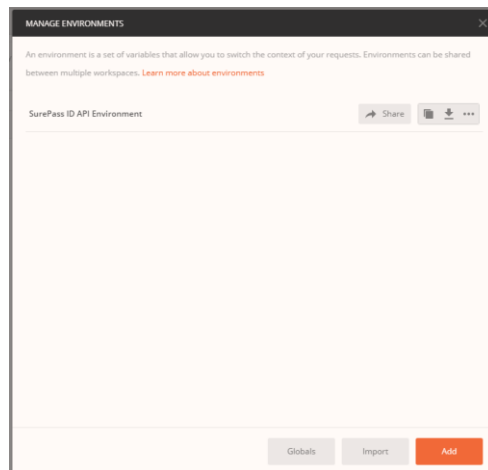 MANAGE ENVIRONMENTS
An environment is a set of variables that allow you to switch the context of your requests. Environments can be shared
between multiple workspaces. Learn more about environments
SurePass ID API Environment
Share
Globals
Import
Add